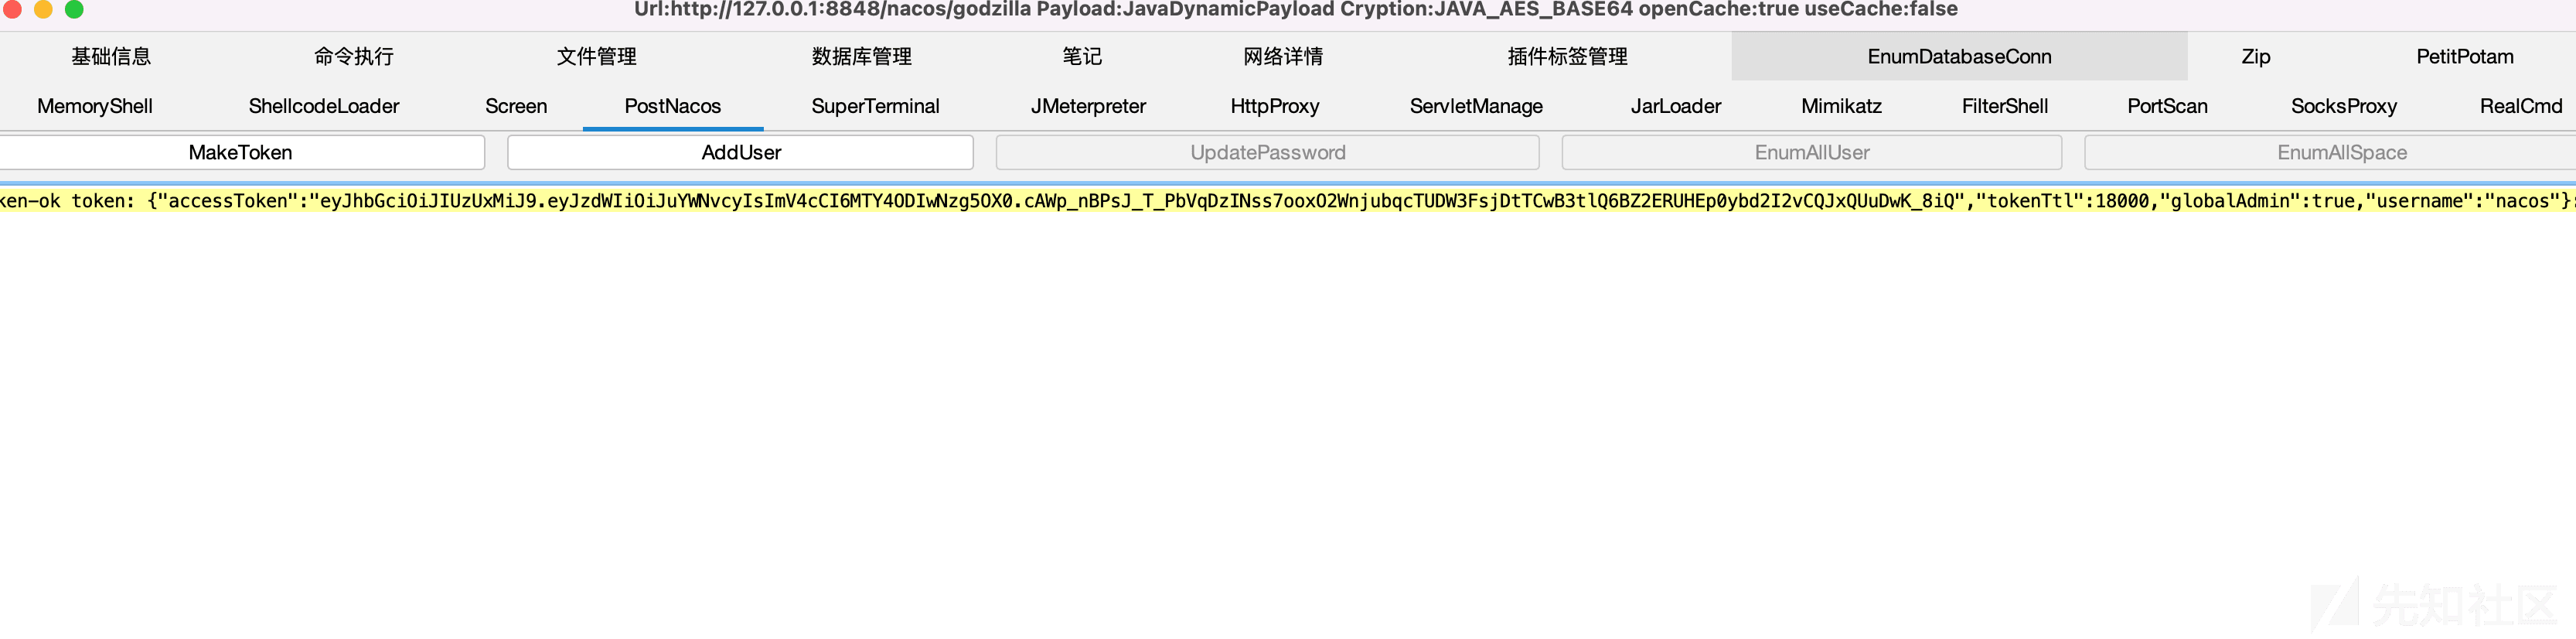 Url:http://127.0.0.1:8848/nacos/godzilla Payload:JavaDynamicPayload Cryption:JAVA_AES_BASE64 openCache:true useCache:false
基础信息 命令执行 文件管理 数据库管理 笔记 网络详情 插件标签管理 EnumDatabaseConn Zip PetitPotam
MemoryShell ShellcodeLoader Screen PostNacos SuperTerminal JMeterpreter HttpProxy ServletManage JarLoader Mimikatz FilterShell PortScan SocksProxy RealCmd
MakeToken AddUser UpdatePassword EnumAllUser EnumAllSpace
ken-ok token: {"accessToken":"eyJhbGciOiJIUzUxMiJ9.eyJzdWIiOiJuYWNvcyIsImV4cCI6MTY4ODIwNzg5OX0.cAWp_nBPsJ_T_PbVqDzINss7ooxO2WnjubqcTUDW3FsjDtTCwB3tlQ6BZ2ERUHEp0ybd2I2vCQJxQUuDwK_8iQ","tokenTtl":18000,"globalAdmin":true,"username":"nacos"}
先知社区